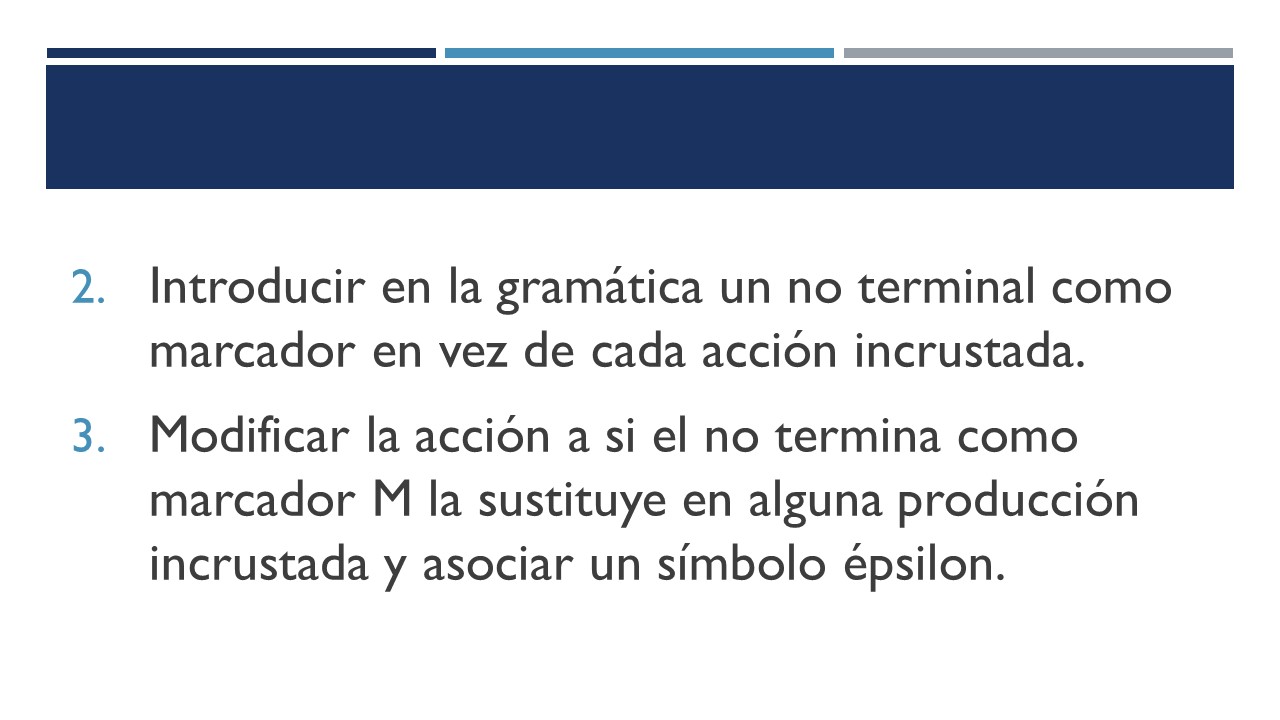 2. Introducir en la gramática un no terminal como
marcador en vez de cada acción incrustada.
3. Modificar la acción a si el no termina como
marcador M la sustituye en alguna producción
incrustada y asociar un símbolo épsilon.